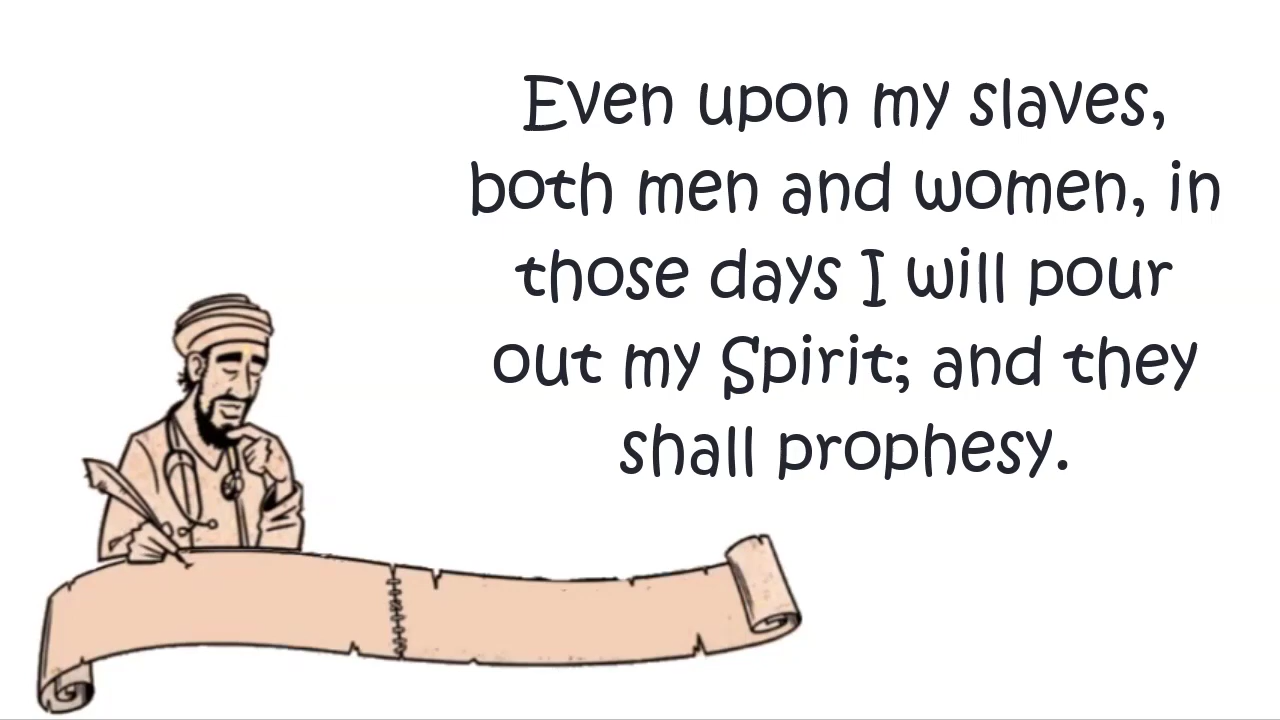 Even upon my slaves,
both men and women, in
those days I will pour
out my Spirit; and they
shall prophesy.